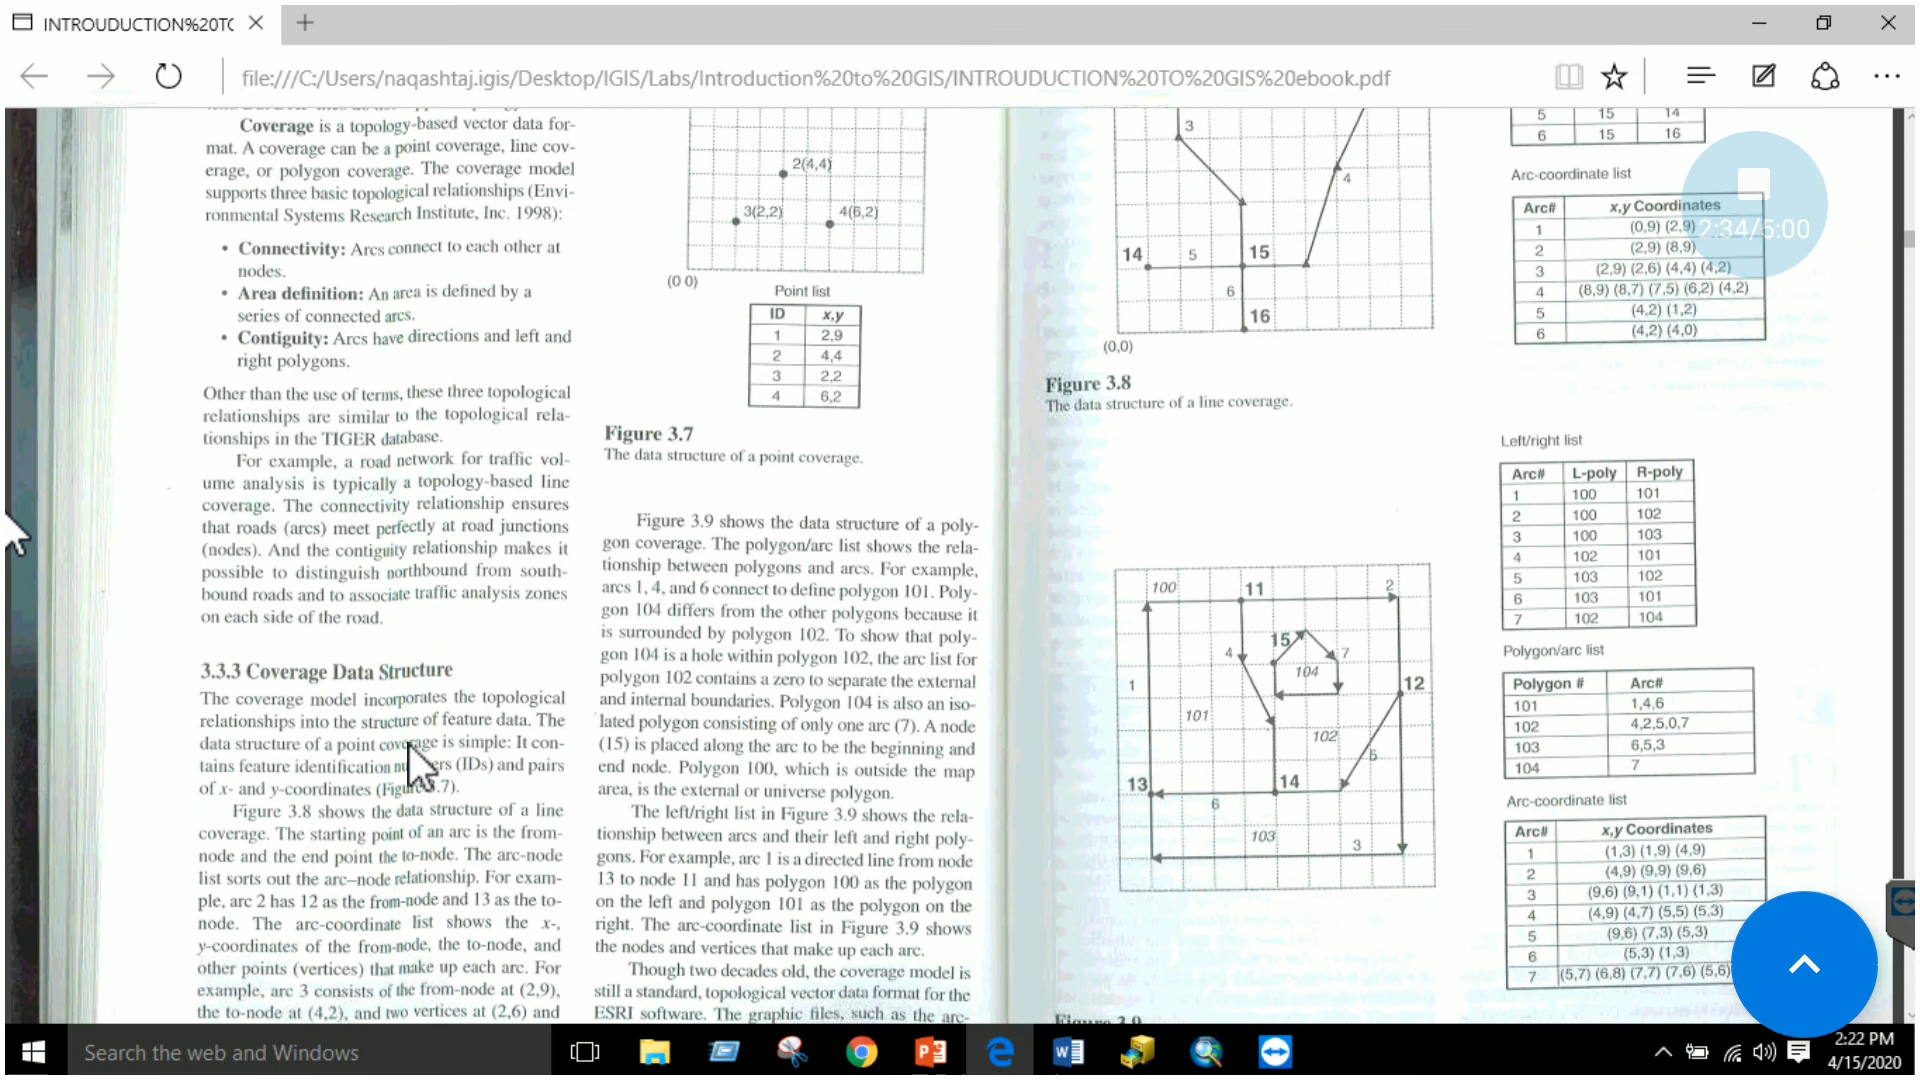 INTROUDUCTION%20T
file:///C:/Users/naqashtaj.igis/Desktop/IGIS/Labs/Introduction%20to%20GIS/INTROUDUCTION%20TO%20GIS%20ebook.pdf
Coverage is a topology-based vector data for-
mat. A coverage can be a point coverage, line cov-
erage, or polygon coverage. The coverage model
supports three basic topological relationships (Envi-
ronmental Systems Research Institute, Inc. 1998):
• Connectivity: Arcs connect to each other at
nodes.
• Area definition: An area is defined by a
series of connected arcs.
• Contiguity: Arcs have directions and left and
right polygons.
Other than the use of terms, these three topological
relationships are similar to the topological rela-
tionships in the TIGER database.
For example, a road network for traffic vol-
ume analysis is typically a topology-based line
coverage. The connectivity relationship ensures
that roads (arcs) meet perfectly at road junctions
(nodes). And the contiguity relationship makes it
possible to distinguish northbound from south-
bound roads and to associate traffic analysis zones
on each side of the road.
3.3.3 Coverage Data Structure
The coverage model incorporates the topological
relationships into the structure of feature data. The
data structure of a point coverage is simple: It con-
tains feature identification (IDs) and pairs
of x- and y-coordinates (Figure 3.7).
Figure 3.8 shows the data structure of a line
coverage. The starting point of an arc is the from-
node and the end point the to-node. The arc-node
list sorts out the arc–node relationship. For exam-
ple, arc 2 has 12 as the from-node and 13 as the to-
node. The arc-coordinate list shows the x-,
y-coordinates of the from-node, the to-node, and
other points (vertices) that make up each arc. For
example, arc 3 consists of the from-node at (2,9),
the to-node at (4,2), and two vertices at (2,6) and
2(4,4)
3(2,2) 4(6,2)
(0 0)
Point list
ID x,y
1 2,9
2 4,4
3 2,2
4 6,2
Figure 3.7
The data structure of a point coverage.
Figure 3.9 shows the data structure of a poly-
gon coverage. The polygon/arc list shows the rela-
tionship between polygons and arcs. For example,
arcs 1, 4, and 6 connect to define polygon 101. Poly-
gon 104 differs from the other polygons because it
is surrounded by polygon 102. To show that poly-
gon 104 is a hole within polygon 102, the arc list for
polygon 102 contains a zero to separate the external
and internal boundaries. Polygon 104 is also an iso-
lated polygon consisting of only one arc (7). A node
(15) is placed along the arc to be the beginning and
end node. Polygon 100, which is outside the map
area, is the external or universe polygon.
The left/right list in Figure 3.9 shows the rela-
tionship between arcs and their left and right poly-
gons. For example, arc 1 is a directed line from node
13 to node 11 and has polygon 100 as the polygon
on the left and polygon 101 as the polygon on the
right. The arc-coordinate list in Figure 3.9 shows
the nodes and vertices that make up each arc.
Though two decades old, the coverage model is
still a standard, topological vector data format for the
ESRI software. The graphic files, such as the arc-
3
4
14 5 15
6
16
(0,0)
Figure 3.8
The data structure of a line coverage.
100 11 2
15
4 7
104
1 12
101
102
5
13 14
6
103
3
Figure 3.9
5 15 14
6 15 16
Arc-coordinate list
Arc# x,y Coordinates
1 (0,9) (2,9)
2 (2,9) (8,9)
3 (2,9) (2,6) (4,4) (4,2)
4 (8,9) (8,7) (7,5) (6,2) (4,2)
5 (4,2) (1,2)
6 (4,2) (4,0)
2:34/5:00
Left/right list
Arc# L-poly R-poly
1 100 101
2 100 102
3 100 103
4 102 101
5 103 102
6 103 101
7 102 104
Polygon/arc list
Polygon # Arc#
101 1,4,6
102 4,2,5,0,7
103 6,5,3
104 7
Arc-coordinate list
Arc# x,y Coordinates
1 (1,3) (1,9) (4,9)
2 (4,9) (9,9) (9,6)
3 (9,6) (9,1) (1,1) (1,3)
4 (4,9) (4,7) (5,5) (5,3)
5 (9,6) (7,3) (5,3)
6 (5,3) (1,3)
7 (5,7) (6,8) (7,7) (7,6) (5,6)
Search the web and Windows
2:22 PM
4/15/2020